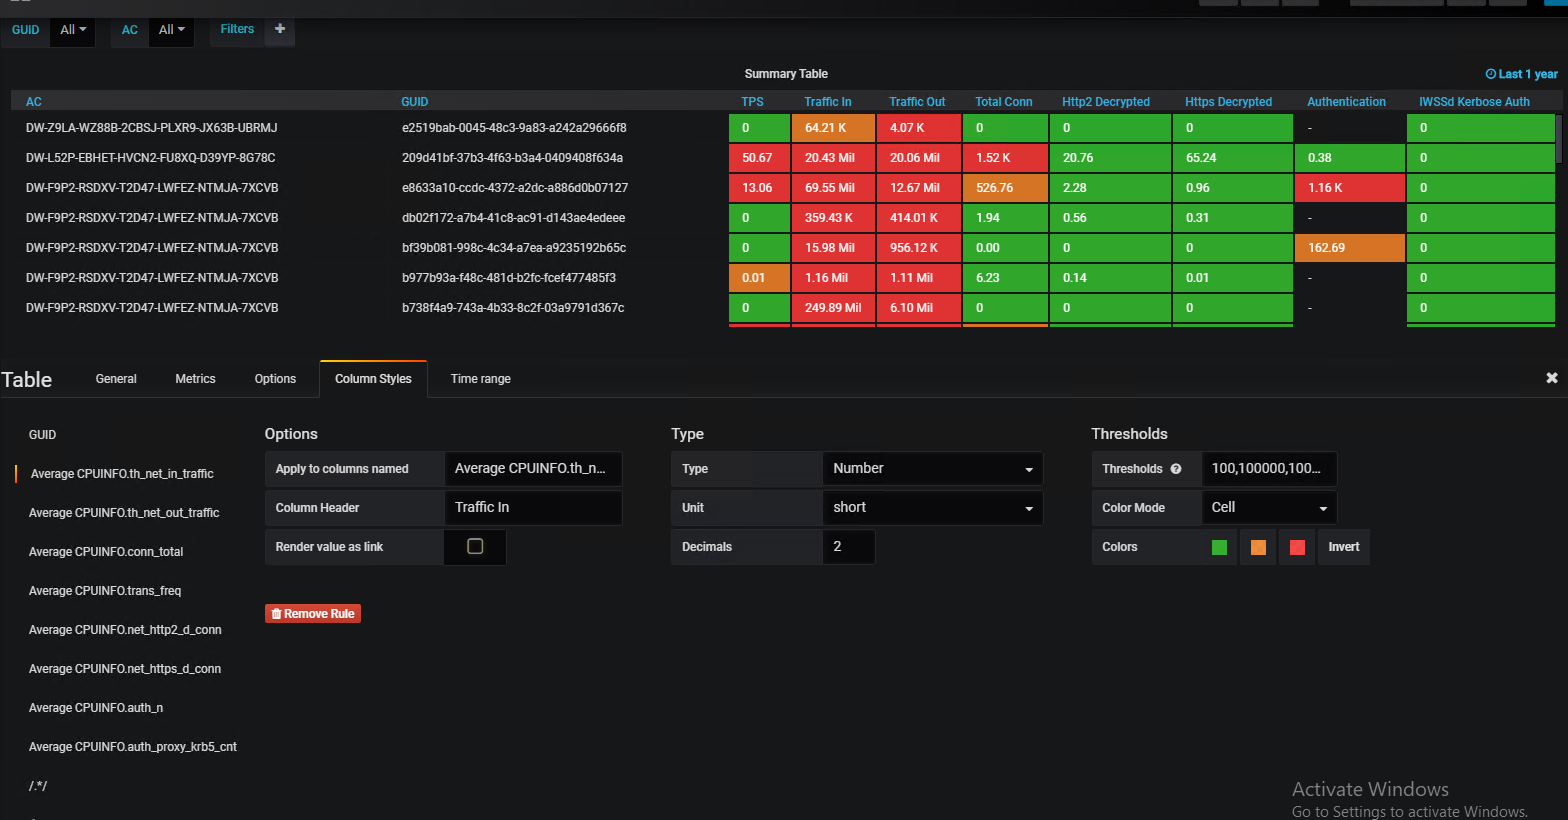 GUID All AC All Filters +
Summary Table Last 1 year
AC GUID TPS Traffic In Traffic Out Total Conn Http2 Decrypted Https Decrypted Authentication IWSSd Kerbose Auth
DW-Z9LA-WZ88B-2CBSJ-PLXR9-JX63B-UBRMJ e2519bab-0045-48c3-9a83-a242a29666f8 0 64.21 K 4.07 K 0 0 0 - 0
DW-L52P-EBHET-HVCN2-FU8XQ-D39YP-8G78C 209d41bf-37b3-4f63-b3a4-0409408f634a 50.67 20.43 Mil 20.06 Mil 1.52 K 20.76 65.24 0.38 0
DW-F9P2-RSDXV-T2D47-LWFEZ-NTMJA-7XCVB e8633a10-ccdc-4372-a2dc-a886d0b07127 13.06 69.55 Mil 12.67 Mil 526.76 2.28 0.96 1.16 K 0
DW-F9P2-RSDXV-T2D47-LWFEZ-NTMJA-7XCVB db02f172-a7b4-41c8-ac91-d143ae4edeee 0 359.43 K 414.01 K 1.94 0.56 0.31 - 0
DW-F9P2-RSDXV-T2D47-LWFEZ-NTMJA-7XCVB bf39b081-998c-4c34-a7ea-a9235192b65c 0 15.98 Mil 956.12 K 0.00 0 0 162.69 0
DW-F9P2-RSDXV-T2D47-LWFEZ-NTMJA-7XCVB b977b93a-f48c-481d-b2fc-fcef477485f3 0.01 1.16 Mil 1.11 Mil 6.23 0.14 0.01 - 0
DW-F9P2-RSDXV-T2D47-LWFEZ-NTMJA-7XCVB b738f4a9-743a-4b33-8c2f-03a9791d367c 0 249.89 Mil 6.10 Mil 0 0 0 - 0
Table General Metrics Options Column Styles Time range
GUID
Average CPUINFO.th_net_in_traffic
Average CPUINFO.th_net_out_traffic
Average CPUINFO.conn_total
Average CPUINFO.trans_freq
Average CPUINFO.net_http2_d_conn
Average CPUINFO.net_https_d_conn
Average CPUINFO.auth_n
Average CPUINFO.auth_proxy_krb5_cnt
/.*/
Options
Apply to columns named Average CPUINFO.th_n...
Column Header Traffic In
Render value as link
Remove Rule
Type
Type Number
Unit short
Decimals 2
Thresholds
Thresholds 100,100000,100...
Color Mode Cell
Colors Invert
Activate Windows
Go to Settings to activate Windows.